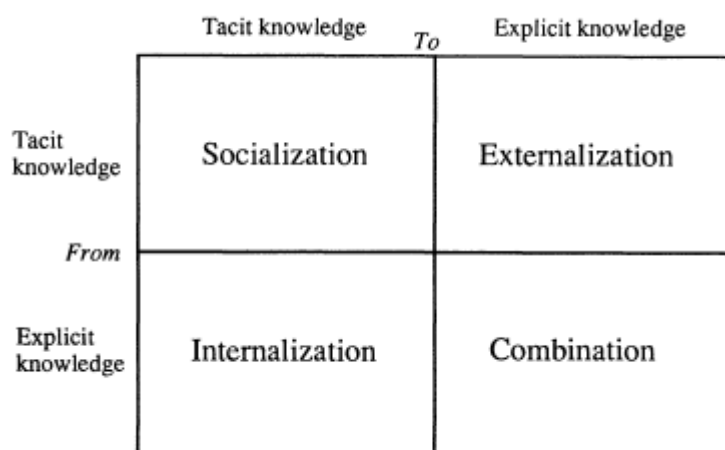 Tacit knowledge
To
Explicit knowledge
Tacit
knowledge
Socialization
Externalization
From
Explicit
knowledge
Internalization
Combination